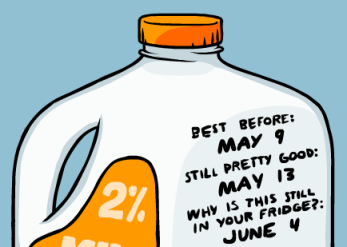 BEST BEFORE:
MAY 9
STILL PRETTY GOOD:
MAY 13
WHY IS THIS STILL
IN YOUR FRIDGE?:
JUNE 4
2%